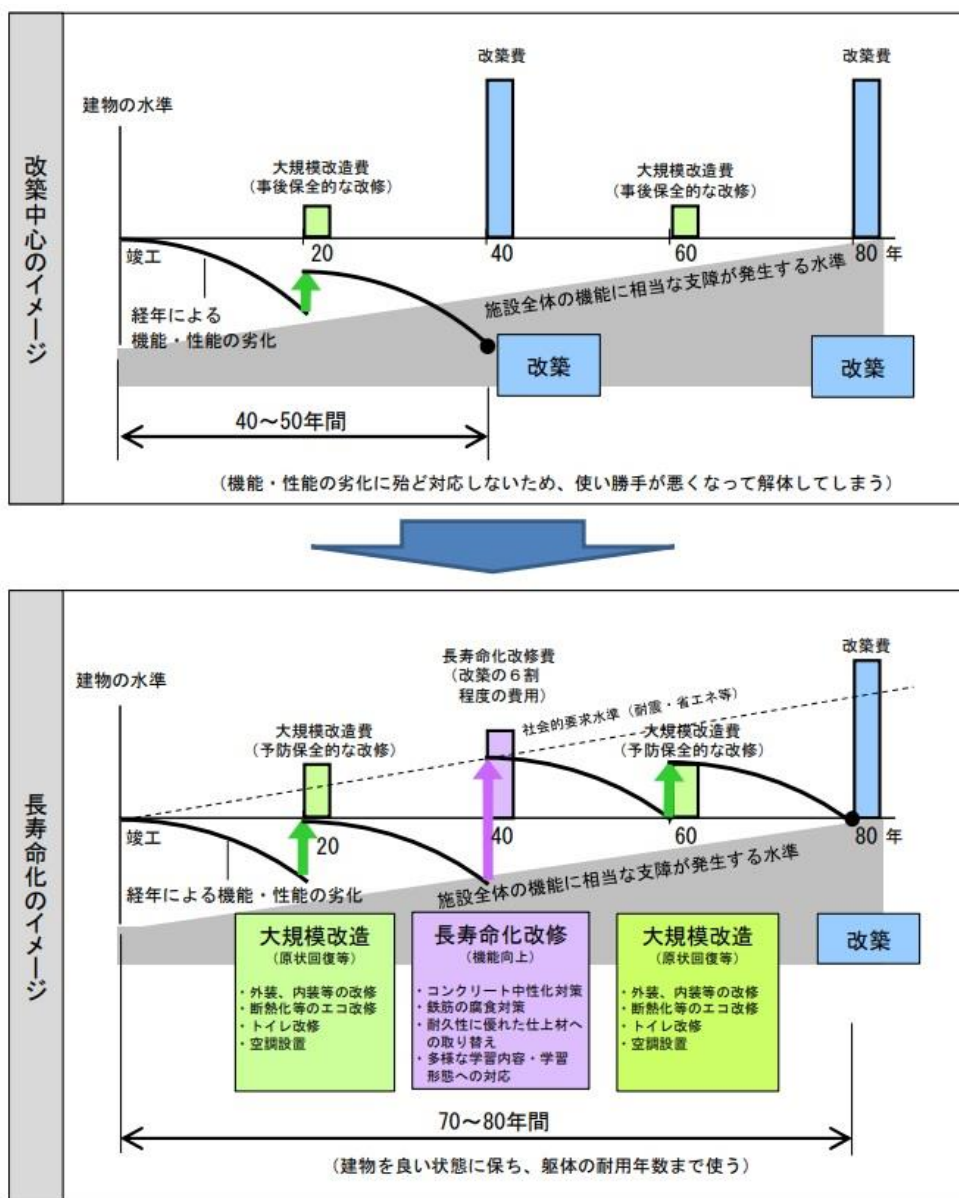 改築中心のイメージ
改築費
改築費
建物の水準
大規模改造費
（事後保全的な改修）
大規模改造費
（事後保全的な改修）
竣工
20
40
60
80 年
経年による
機能・性能の劣化
施設全体の機能に相当な支障が発生する水準
改築
改築
40～50年間
（機能・性能の劣化に殆ど対応しないため、使い勝手が悪くなって解体してしまう）
長寿命化のイメージ
改築費
長寿命化改修費
（改築の６割
程度の費用）
建物の水準
社会的要求水準（耐震・省エネ等）
大規模改造費
（予防保全的な改修）
大規模改造費
（予防保全的な改修）
竣工
20
40
60
80 年
経年による機能・性能の劣化
施設全体の機能に相当な支障が発生する水準
大規模改造
（原状回復等）
・外装、内装等の改修
・断熱化等のエコ改修
・トイレ改修
・空調設置
長寿命化改修
（機能向上）
・コンクリート中性化対策
・鉄筋の腐食対策
・耐久性に優れた仕上材へ
の取り替え
・多様な学習内容・学習
形態への対応
大規模改造
（原状回復等）
・外装、内装等の改修
・断熱化等のエコ改修
・トイレ改修
・空調設置
改築
70～80年間
（建物を良い状態に保ち、躯体の耐用年数まで使う）